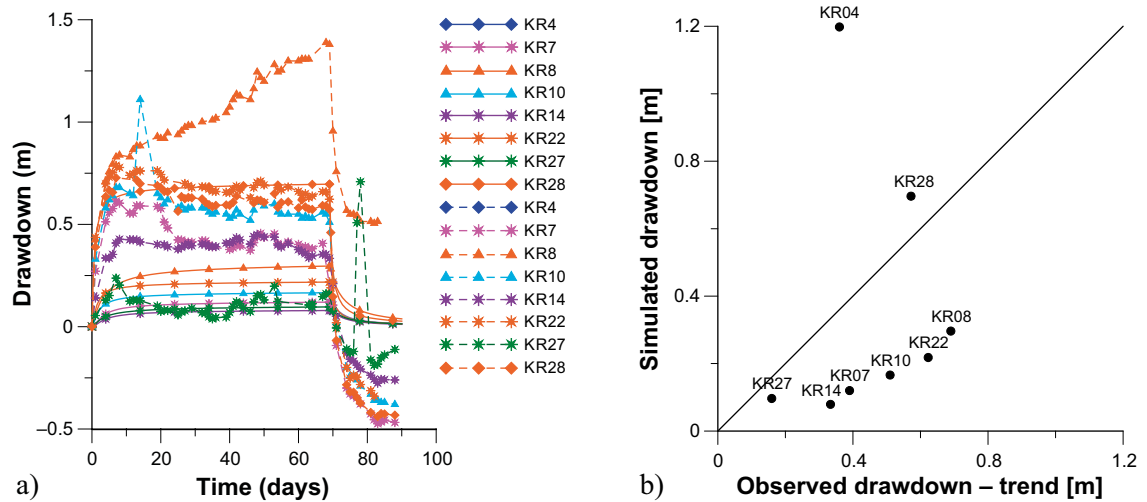 1.5
1
0.5
0
–0.5
Drawdown (m)
0 20 40 60 80 100
Time (days)
a)
KR4
KR7
KR8
KR10
KR14
KR22
KR27
KR28
KR4
KR7
KR8
KR10
KR14
KR22
KR27
KR28
1.2
0.8
0.4
0
Simulated drawdown [m]
KR04
KR28
KR08
KR22
KR10
KR07
KR27
KR14
0 0.4 0.8 1.2
Observed drawdown – trend [m]
b)